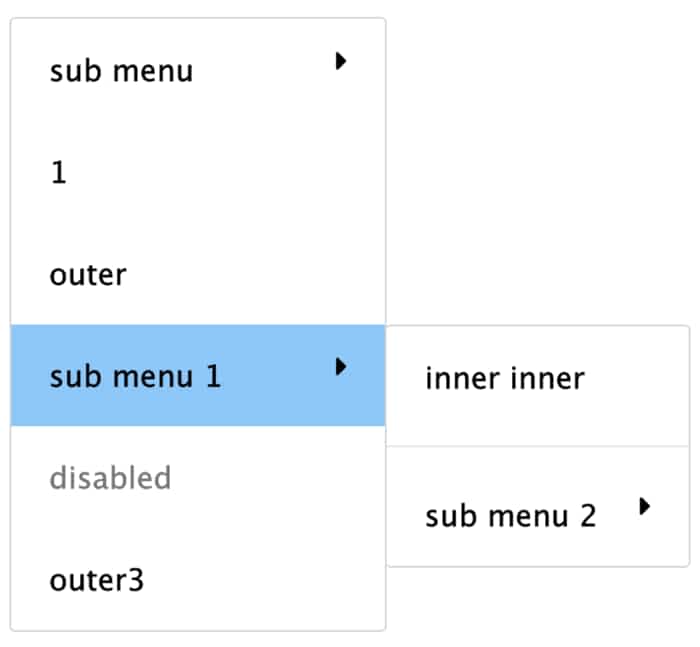 sub menu
1
outer
sub menu 1
disabled
outer3
inner inner
sub menu 2